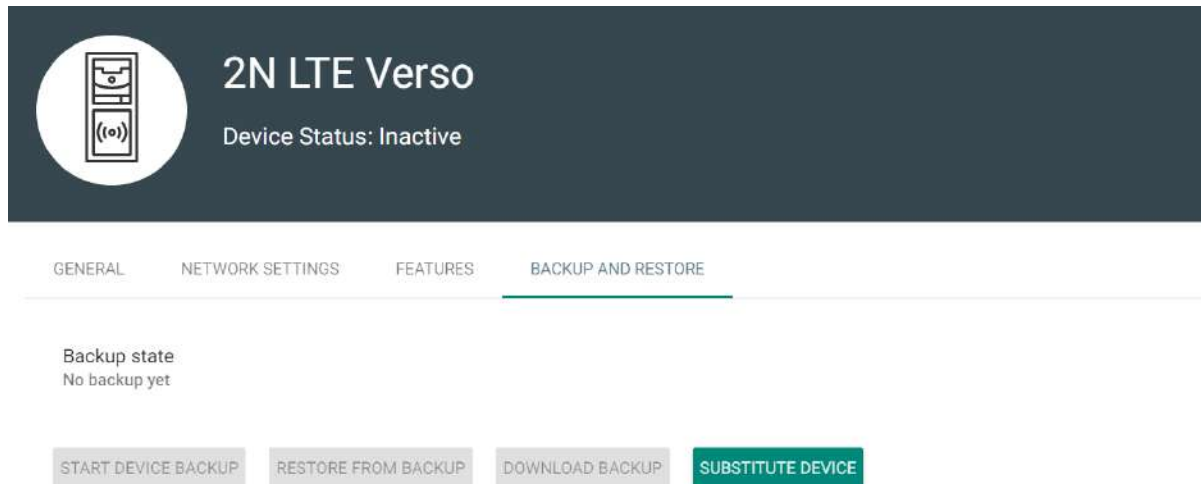 2N LTE Verso
Device Status: Inactive
GENERAL NETWORK SETTINGS FEATURES BACKUP AND RESTORE
Backup state
No backup yet
START DEVICE BACKUP RESTORE FROM BACKUP DOWNLOAD BACKUP SUBSTITUTE DEVICE